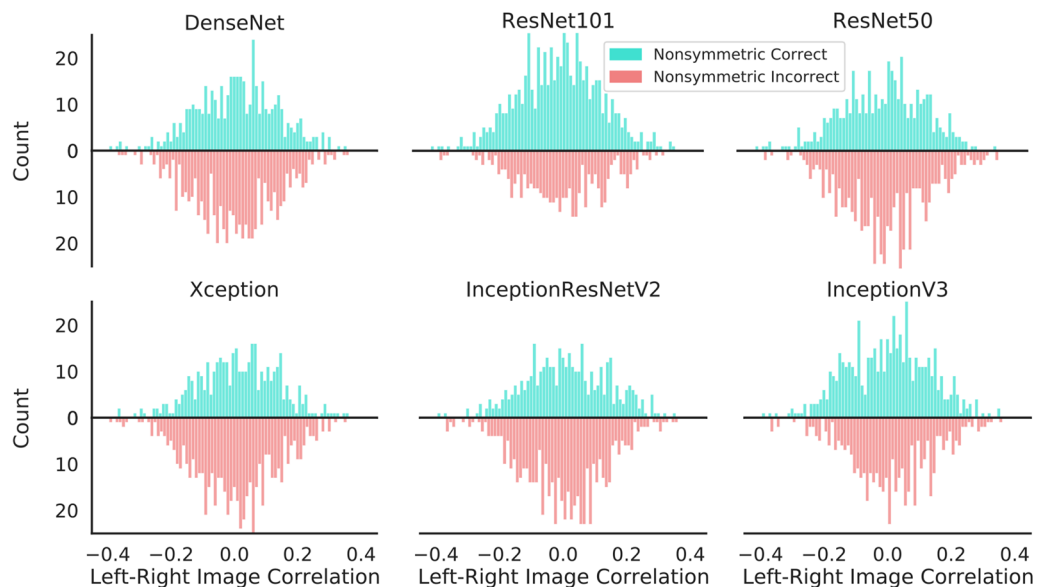 DenseNet
ResNet101
ResNet50
Nonsymmetric Correct
Nonsymmetric Incorrect
Count
20
10
0
10
20
Xception
InceptionResNetV2
InceptionV3
Count
20
10
0
10
20
−0.4 −0.2 0.0 0.2 0.4
−0.4 −0.2 0.0 0.2 0.4
−0.4 −0.2 0.0 0.2 0.4
Left-Right Image Correlation
Left-Right Image Correlation
Left-Right Image Correlation